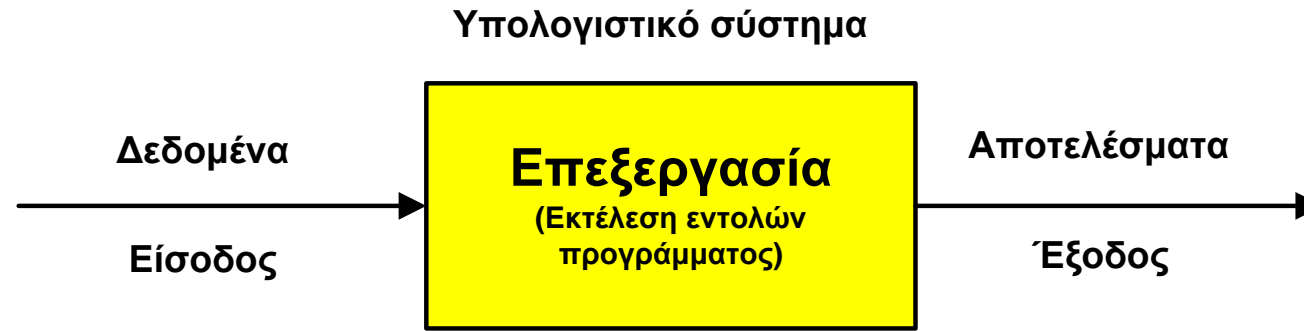 Υπολογιστικό σύστημα
Δεδομένα
Είσοδος
Επεξεργασία
(Εκτέλεση εντολών
προγράμματος)
Αποτελέσματα
Έξοδος